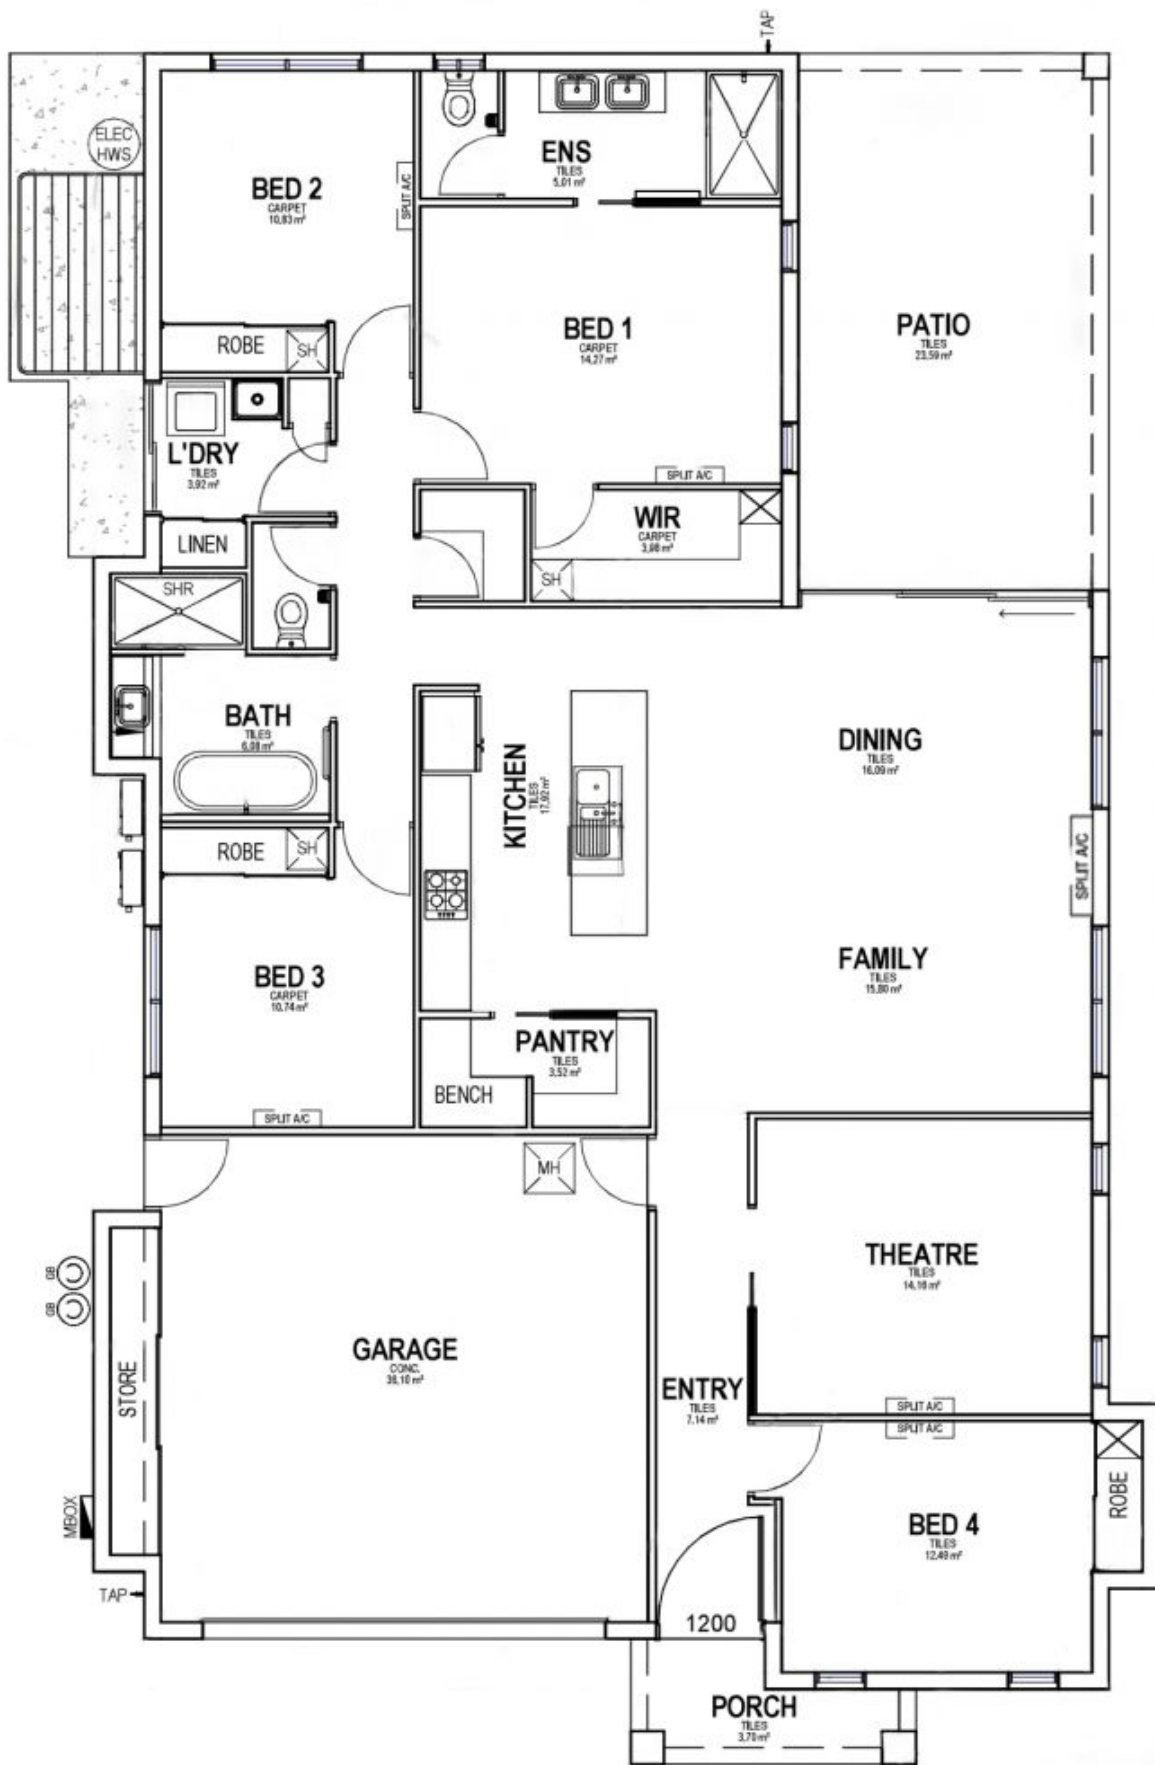 TAP
ELEC
HWS
BED 2
CARPET
10,83 m²
SPLIT A/C
ENS
TILES
5,01 m²
BED 1
CARPET
14,27 m²
PATIO
TILES
23,59 m²
ROBE
SH
L'DRY
TILES
3,92 m²
SPLIT A/C
WIR
CARPET
3,98 m²
SH
LINEN
SHR
BATH
TILES
6,08 m²
KITCHEN
TILES
17,92 m²
DINING
TILES
16,09 m²
SPLIT A/C
ROBE
SH
BED 3
CARPET
10,74 m²
FAMILY
TILES
15,80 m²
PANTRY
TILES
3,52 m²
BENCH
SPLIT A/C
MH
THEATRE
TILES
14,16 m²
GB
GB
STORE
GARAGE
CONC.
36,10 m²
ENTRY
TILES
7,14 m²
SPLIT A/C
SPLIT A/C
ROBE
MBOX
BED 4
TILES
12,49 m²
TAP
1200
PORCH
TILES
3,70 m²